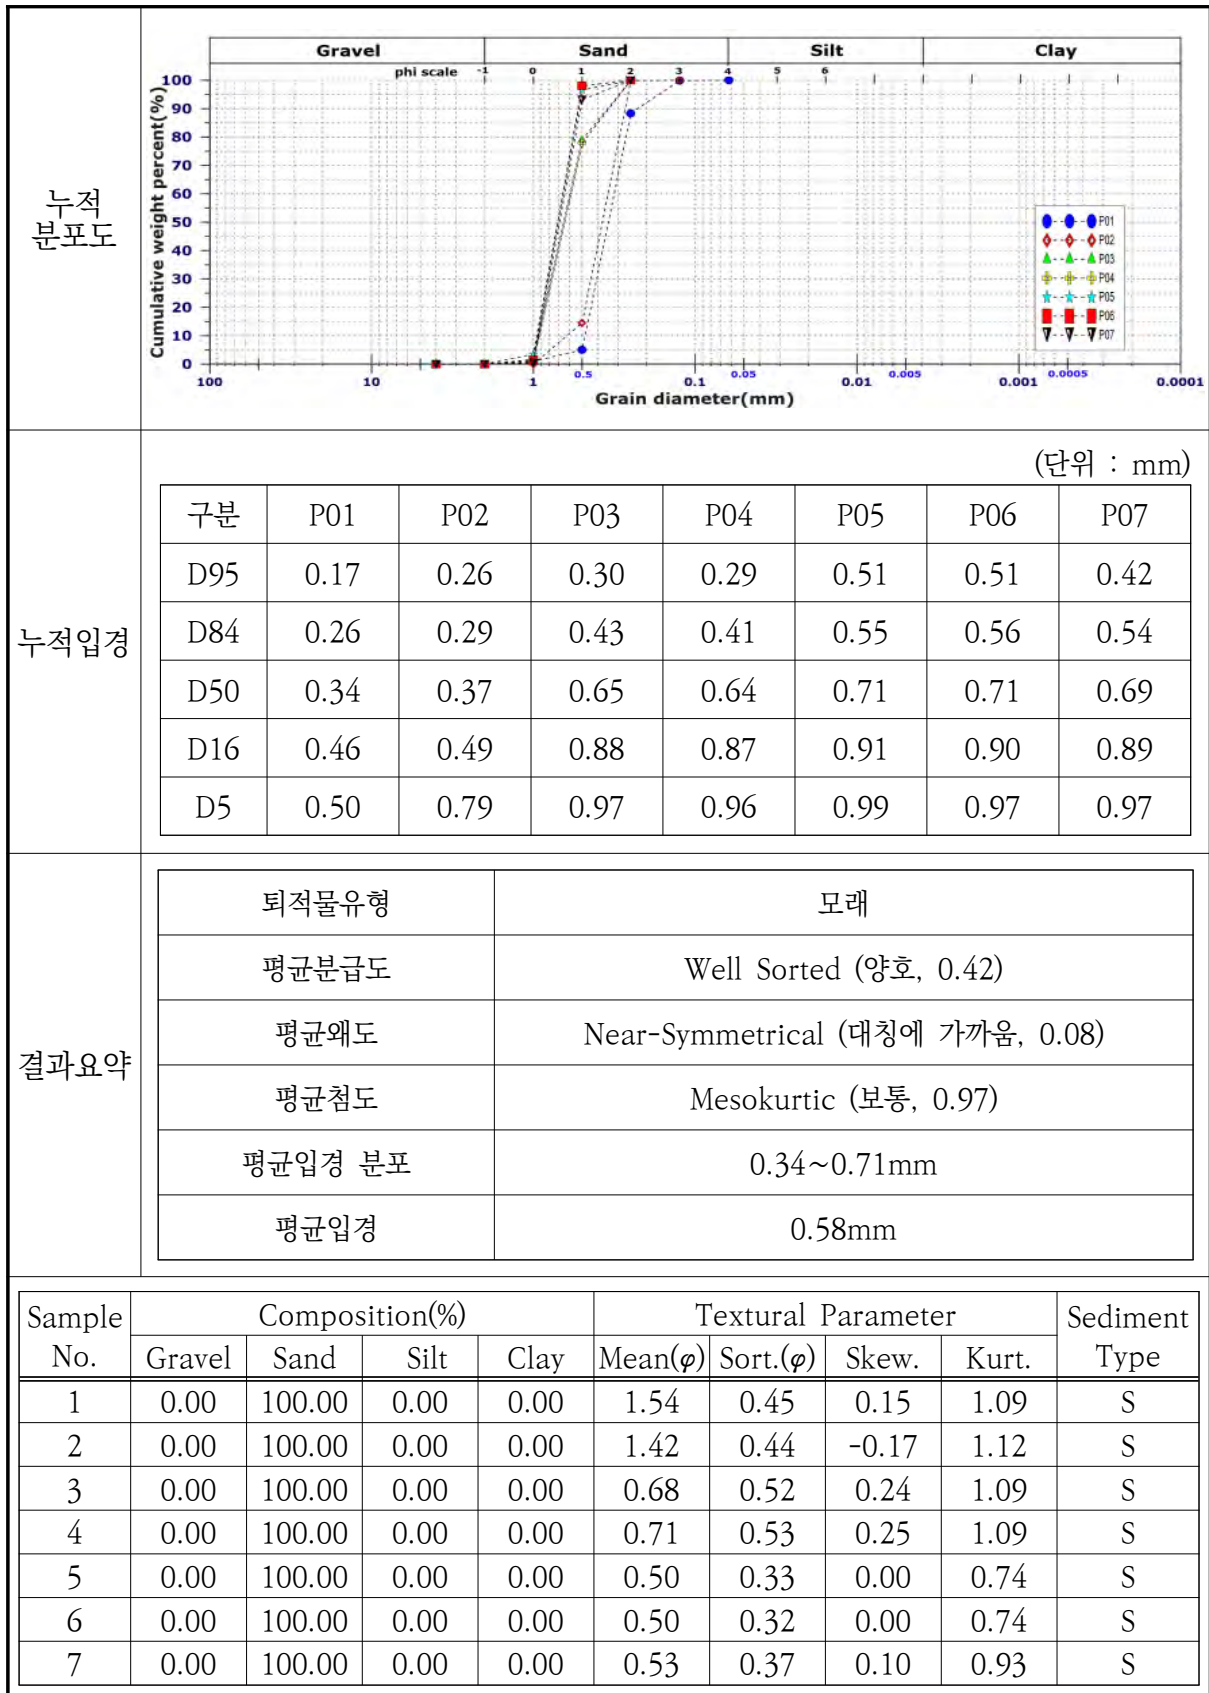 누적
분포도
Gravel Sand Silt Clay
phi scale -1 0 1 2 3 4 5 6
Cumulative weight percent(%)
100
90
80
70
60
50
40
30
20
10
0
100 10 1 0.5 0.1 0.05 0.01 0.005 0.001 0.0005 0.0001
Grain diameter(mm)
P01
P02
P03
P04
P05
P06
P07
누적입경
(단위 : mm)
구분 P01 P02 P03 P04 P05 P06 P07
D95 0.17 0.26 0.30 0.29 0.51 0.51 0.42
D84 0.26 0.29 0.43 0.41 0.55 0.56 0.54
D50 0.34 0.37 0.65 0.64 0.71 0.71 0.69
D16 0.46 0.49 0.88 0.87 0.91 0.90 0.89
D5 0.50 0.79 0.97 0.96 0.99 0.97 0.97
결과요약
퇴적물유형 모래
평균분급도 Well Sorted (양호, 0.42)
평균왜도 Near-Symmetrical (대칭에 가까움, 0.08)
평균첨도 Mesokurtic (보통, 0.97)
평균입경 분포 0.34~0.71mm
평균입경 0.58mm
Sample Composition(%) Textural Parameter Sediment
No. Gravel Sand Silt Clay Mean(φ) Sort.(φ) Skew. Kurt. Type
1 0.00 100.00 0.00 0.00 1.54 0.45 0.15 1.09 S
2 0.00 100.00 0.00 0.00 1.42 0.44 -0.17 1.12 S
3 0.00 100.00 0.00 0.00 0.68 0.52 0.24 1.09 S
4 0.00 100.00 0.00 0.00 0.71 0.53 0.25 1.09 S
5 0.00 100.00 0.00 0.00 0.50 0.33 0.00 0.74 S
6 0.00 100.00 0.00 0.00 0.50 0.32 0.00 0.74 S
7 0.00 100.00 0.00 0.00 0.53 0.37 0.10 0.93 S